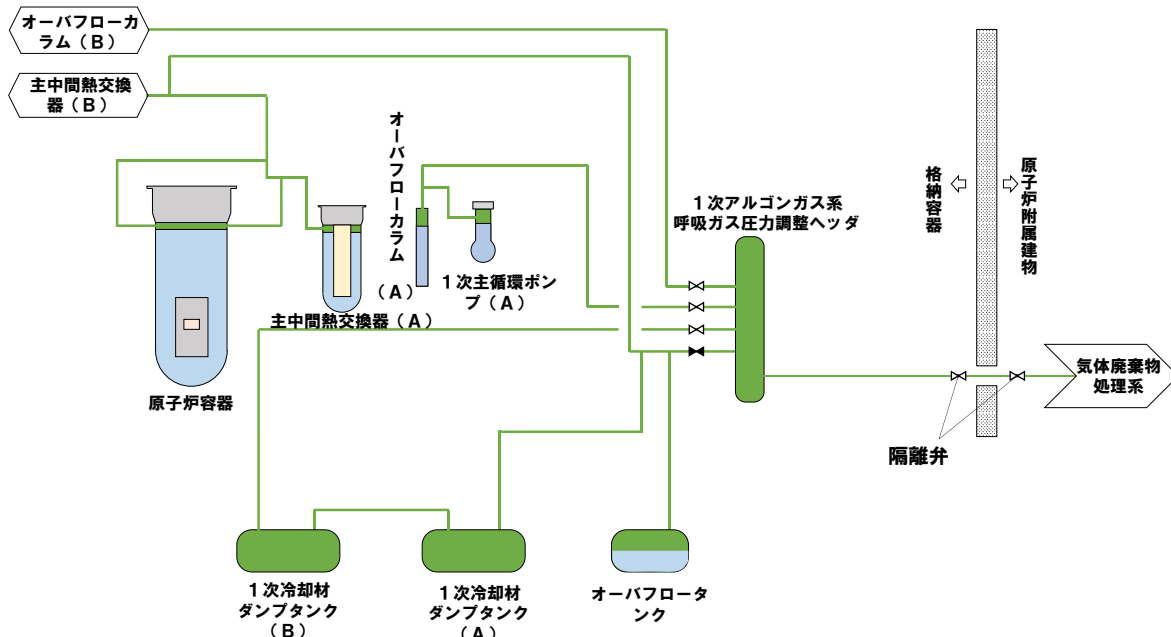 オーバフローカ
ラム（B）
主中間熱交換
器（B）
オーバフローカラム
（A）
1次主循環ポン
プ（A）
主中間熱交換器（A）
原子炉容器
1次アルゴンガス系
呼吸ガス圧力調整ヘッダ
格納容器
原子炉附属建物
気体廃棄物
処理系
隔離弁
1次冷却材
ダンプタンク
（B）
1次冷却材
ダンプタンク
（A）
オーバフロータ
ンク